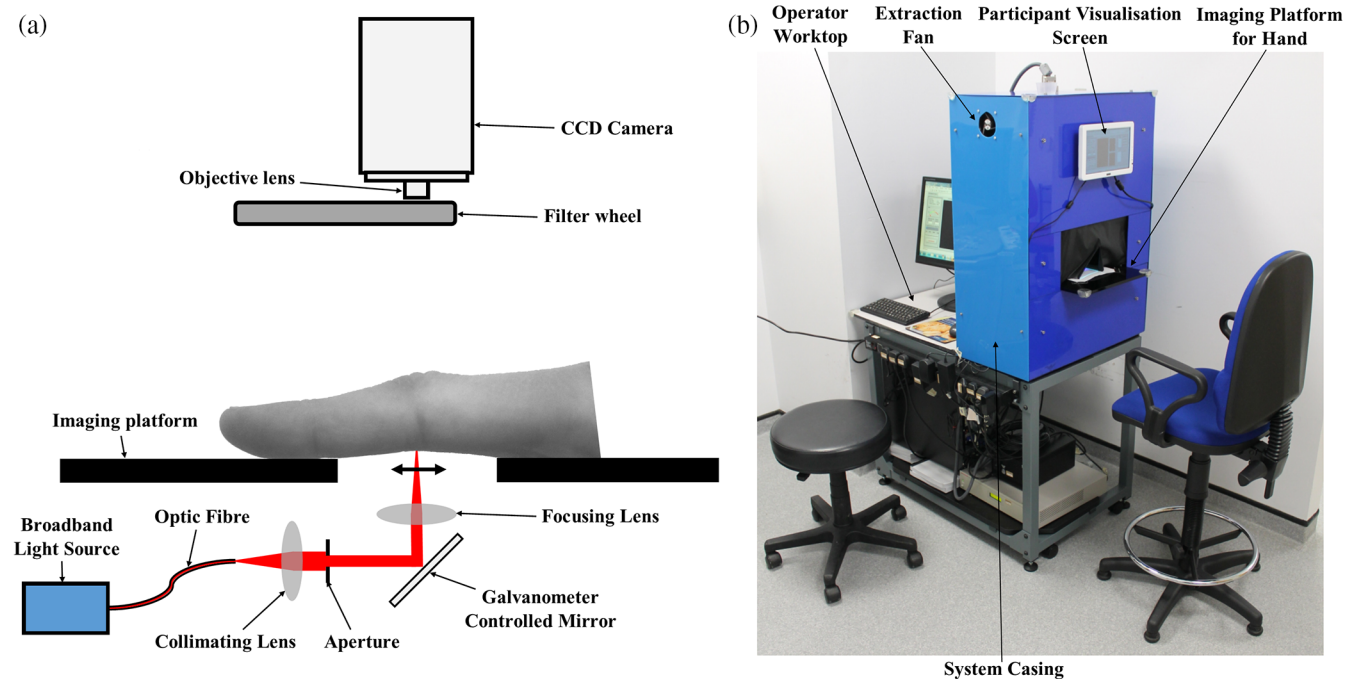 (a)
CCD Camera
Objective lens
Filter wheel
Imaging platform
Broadband
Light Source
Optic Fibre
Focusing Lens
Collimating Lens
Aperture
Galvanometer
Controlled Mirror
(b)
Operator
Worktop
Extraction
Fan
Participant Visualisation
Screen
Imaging Platform
for Hand
System Casing